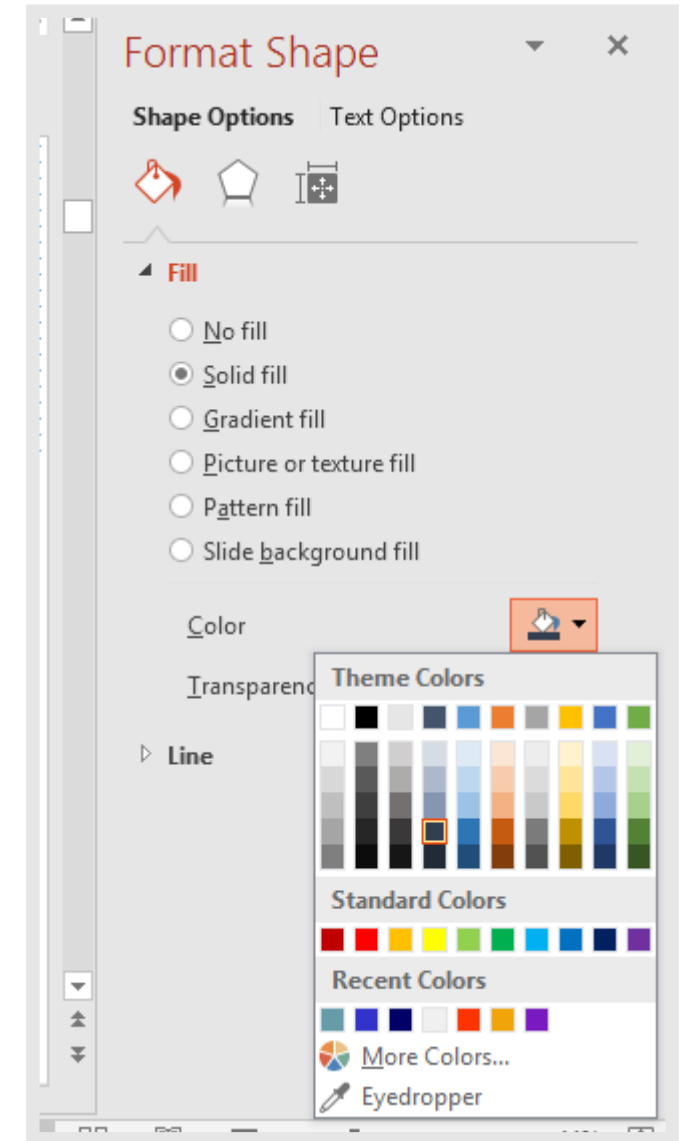 Format Shape
Shape Options Text Options
Fill
No fill
Solid fill
Gradient fill
Picture or texture fill
Pattern fill
Slide background fill
Color
Theme Colors
Transparenc
Line
Standard Colors
Recent Colors
More Colors...
Eyedropper